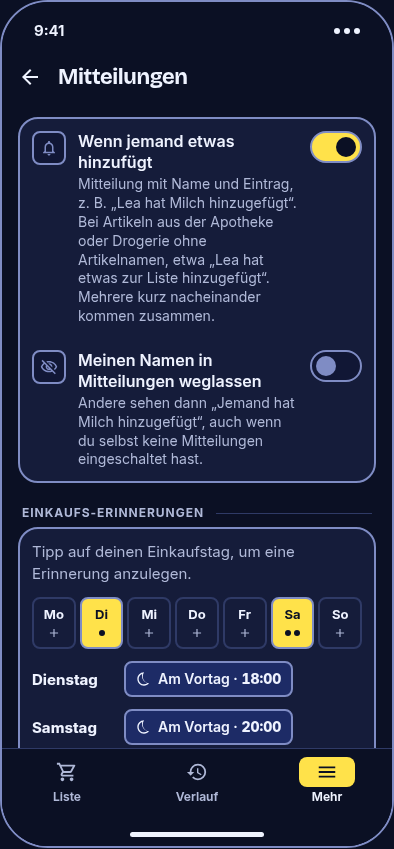 9:41
Mitteilungen
Wenn jemand etwas
hinzufügt
Mitteilung mit Name und Eintrag,
z. B. „Lea hat Milch hinzugefügt“.
Bei Artikeln aus der Apotheke
oder Drogerie ohne
Artikelnamen, etwa „Lea hat
etwas zur Liste hinzugefügt“.
Mehrere kurz nacheinander
kommen zusammen.
Meinen Namen in
Mitteilungen weglassen
Andere sehen dann „Jemand hat
Milch hinzugefügt“, auch wenn
du selbst keine Mitteilungen
eingeschaltet hast.
EINKAUFS-ERINNERUNGEN
Tipp auf deinen Einkaufstag, um eine
Erinnerung anzulegen.
Mo Di Mi Do Fr Sa So
+ + + + +
Dienstag Am Vortag · 18:00
Samstag Am Vortag · 20:00
Liste Verlauf Mehr